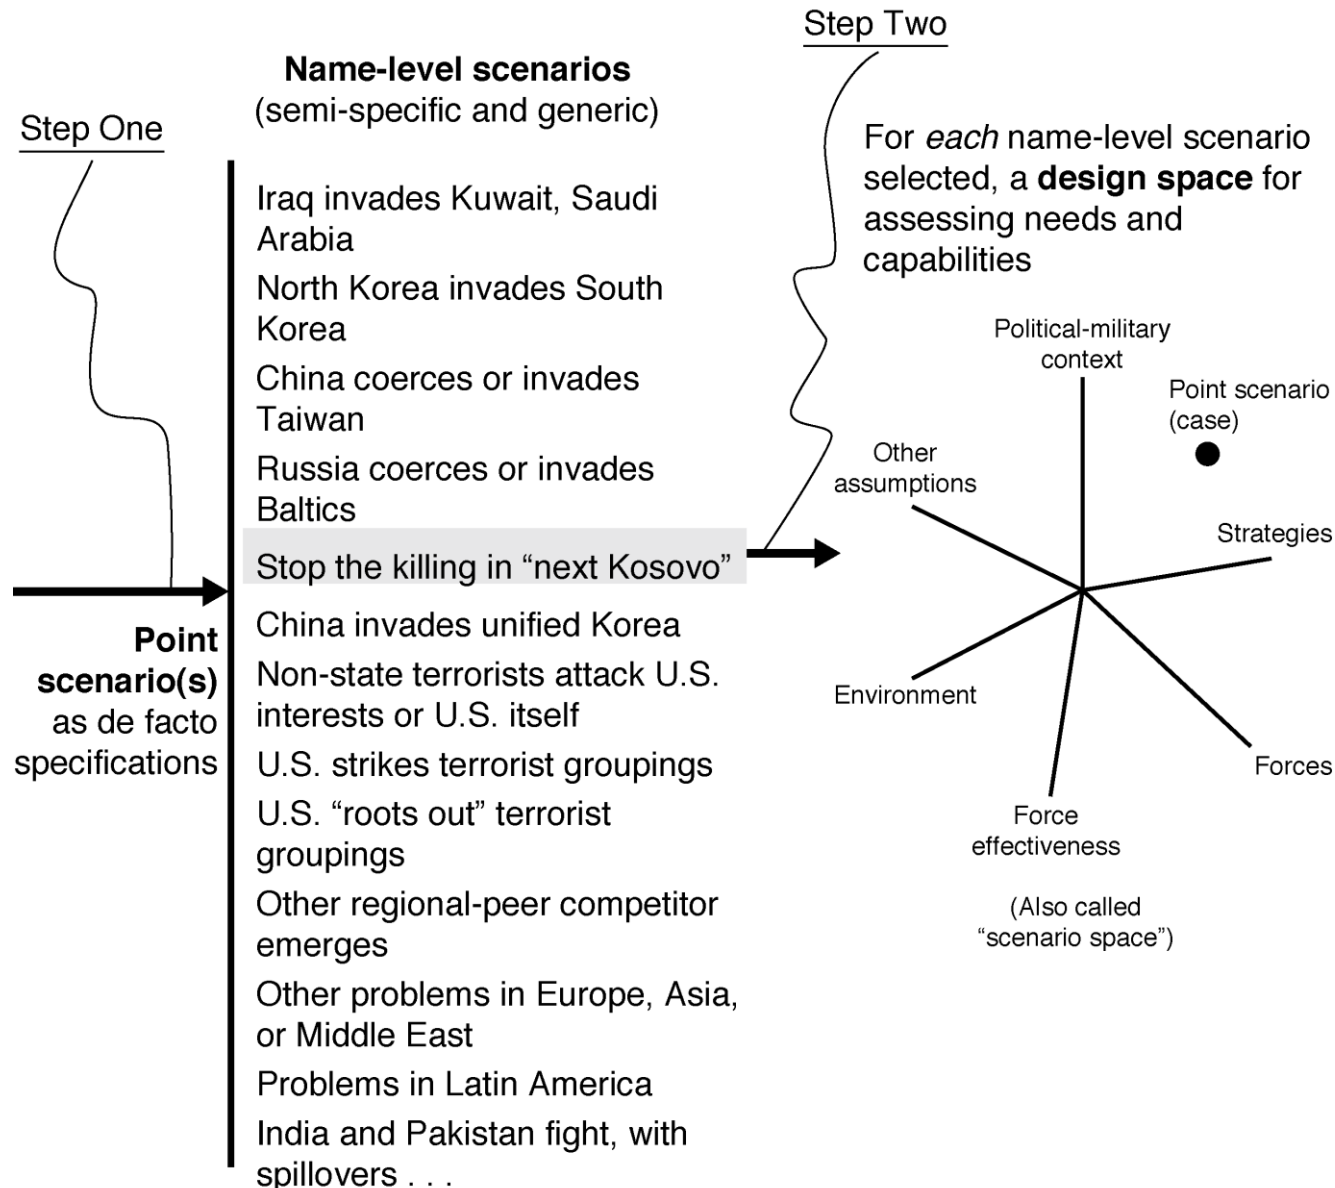 Step One
Name-level scenarios
(semi-specific and generic)
Iraq invades Kuwait, Saudi
Arabia
North Korea invades South
Korea
China coerces or invades
Taiwan
Russia coerces or invades
Baltics
Stop the killing in “next Kosovo”
China invades unified Korea
Non-state terrorists attack U.S.
interests or U.S. itself
U.S. strikes terrorist groupings
U.S. “roots out” terrorist
groupings
Other regional-peer competitor
emerges
Other problems in Europe, Asia,
or Middle East
Problems in Latin America
India and Pakistan fight, with
spillovers . . .
Point
scenario(s)
as de facto
specifications
Step Two
For each name-level scenario
selected, a design space for
assessing needs and
capabilities
Political-military
context
Point scenario
(case)
Other
assumptions
Strategies
Environment
Forces
Force
effectiveness
(Also called
“scenario space”)